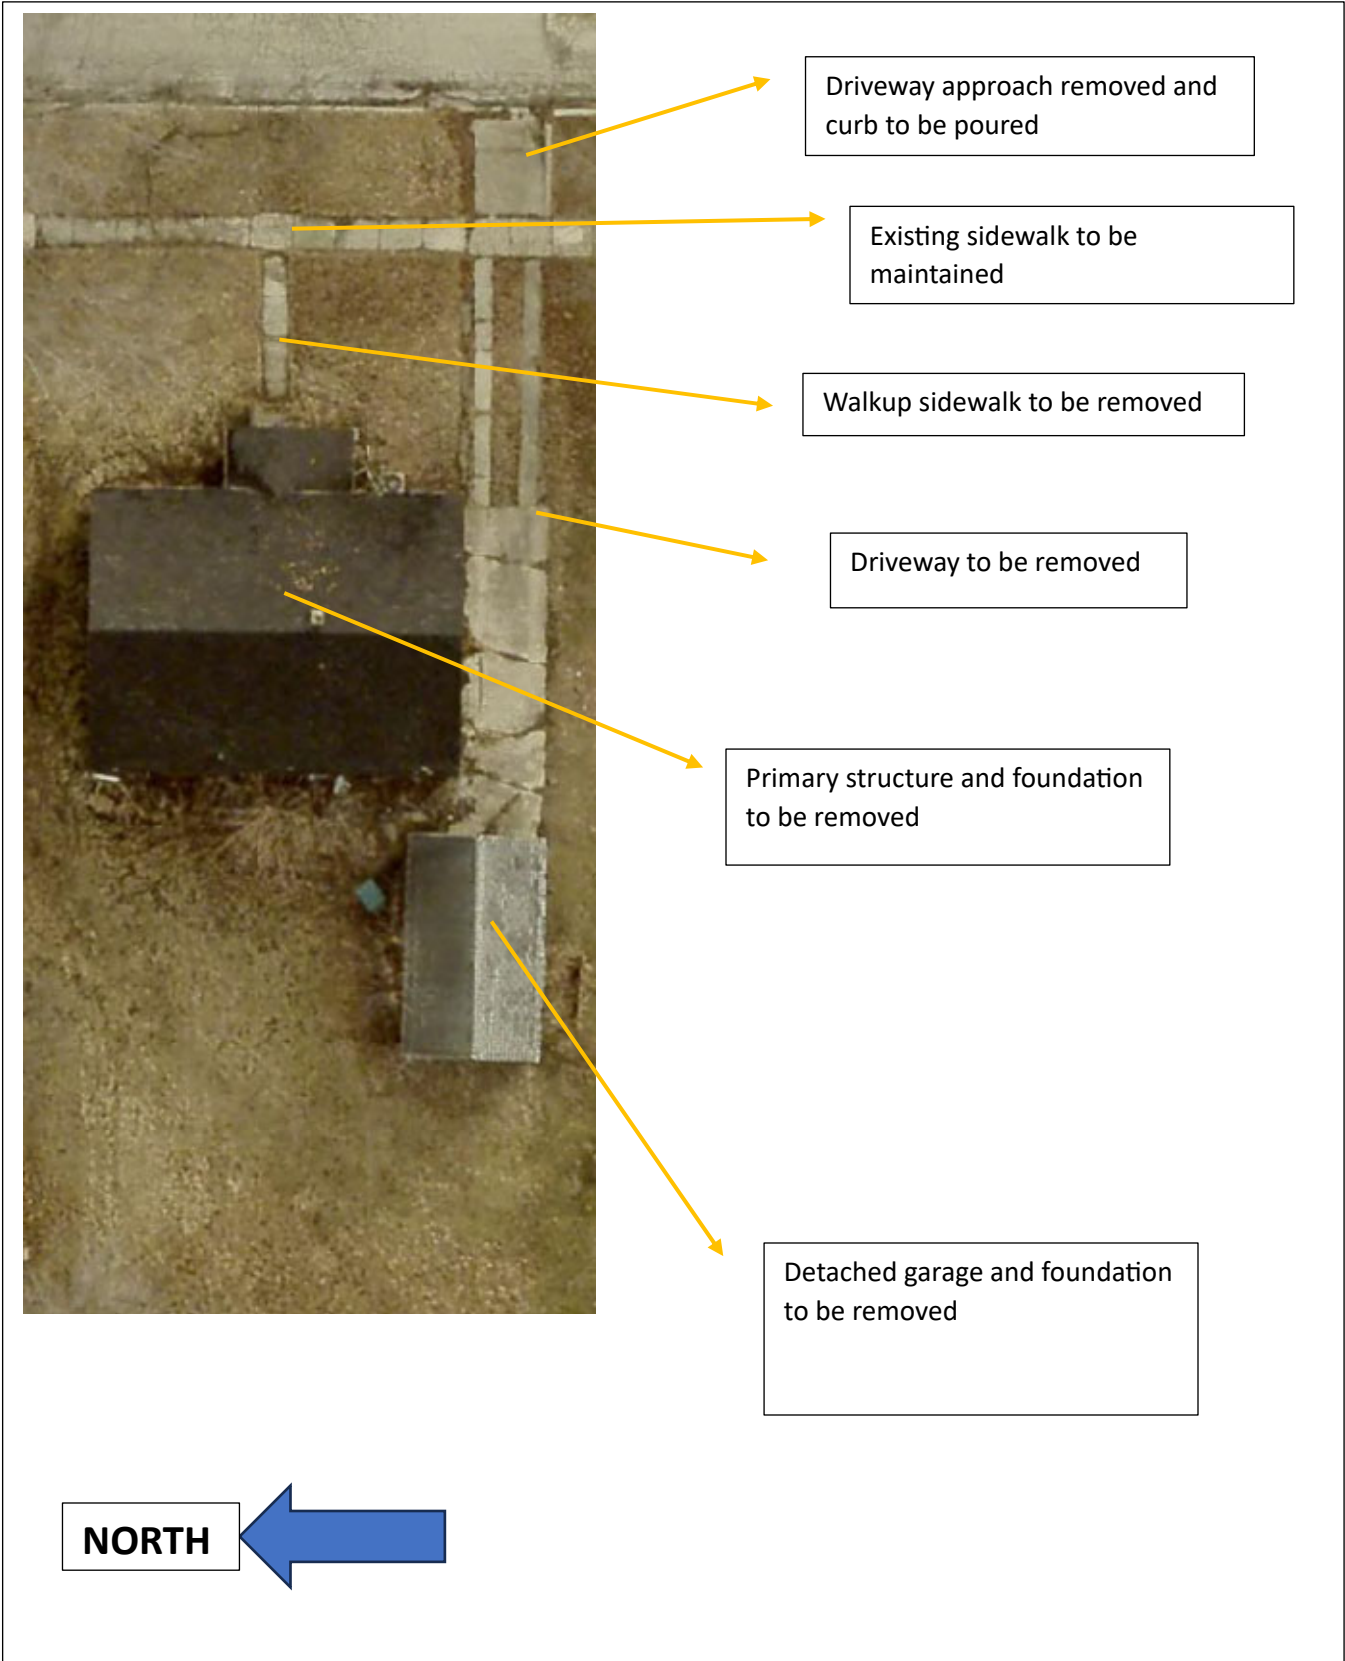 Driveway approach removed and
curb to be poured
Existing sidewalk to be
maintained
Walkup sidewalk to be removed
Driveway to be removed
Primary structure and foundation
to be removed
Detached garage and foundation
to be removed
NORTH